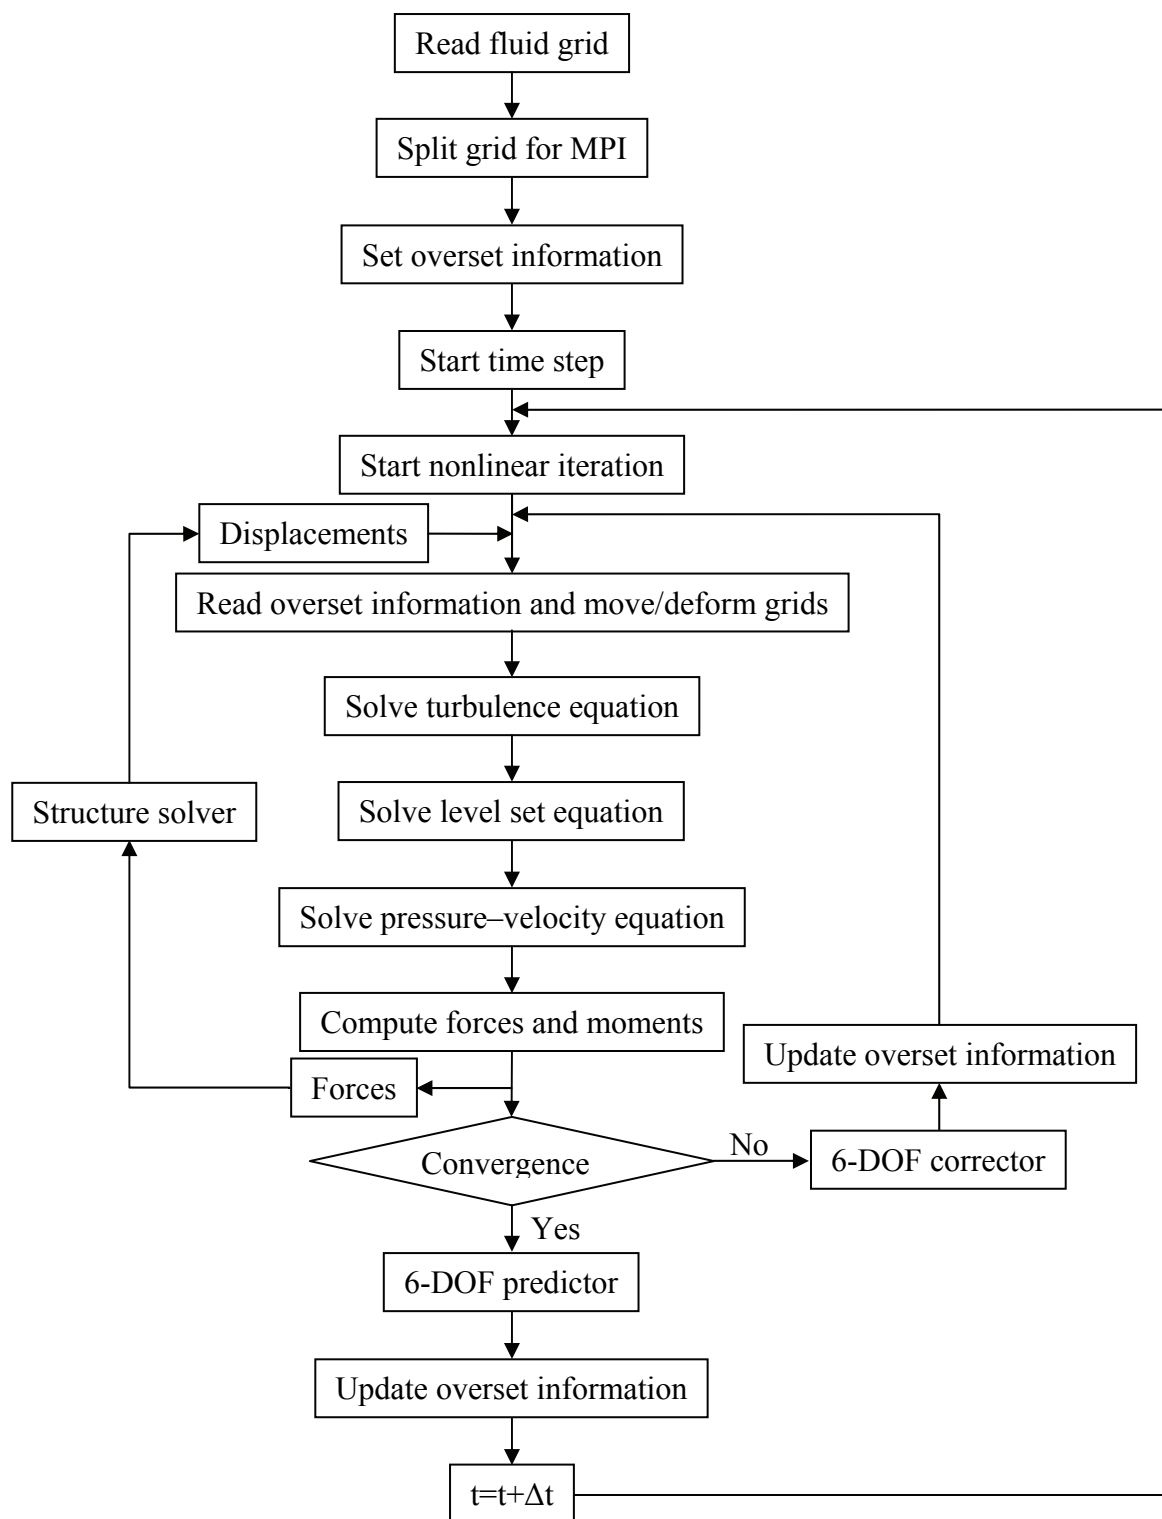 Read fluid grid
Split grid for MPI
Set overset information
Start time step
Start nonlinear iteration
Displacements
Read overset information and move/deform grids
Solve turbulence equation
Structure solver
Solve level set equation
Solve pressure–velocity equation
Compute forces and moments
Update overset information
Forces
No
6-DOF corrector
Convergence
Yes
6-DOF predictor
Update overset information
t=t+Δt